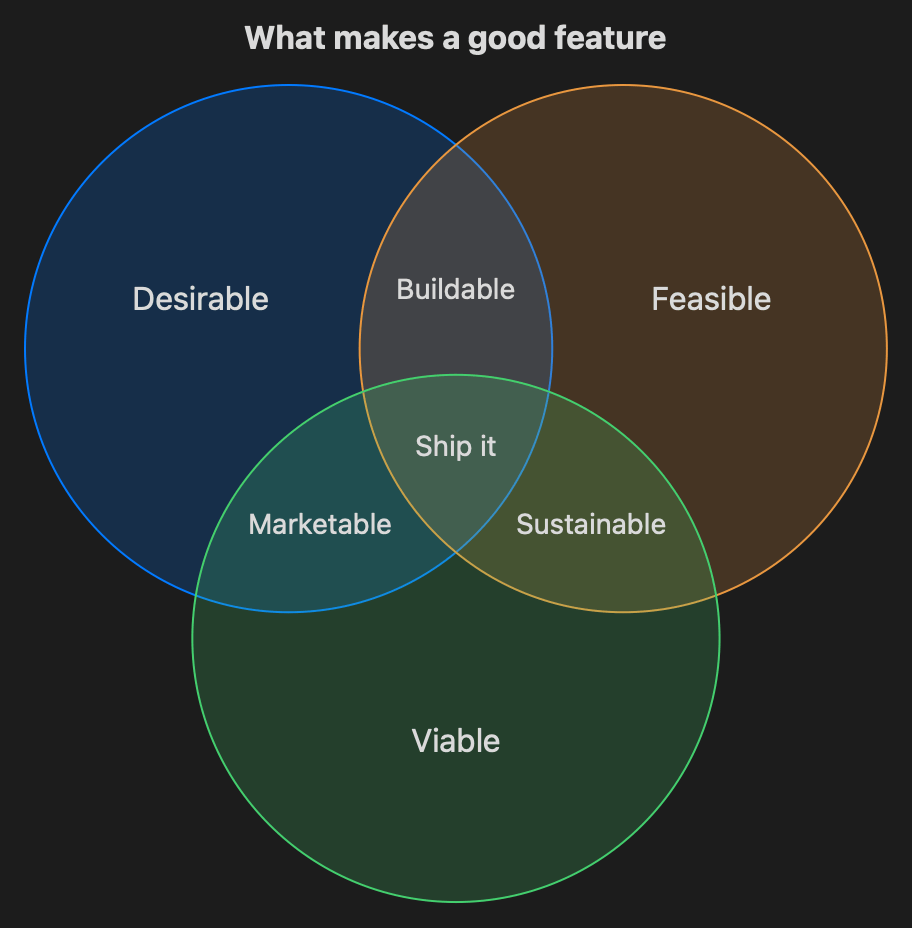 What makes a good feature
Desirable
Buildable
Feasible
Ship it
Marketable
Sustainable
Viable